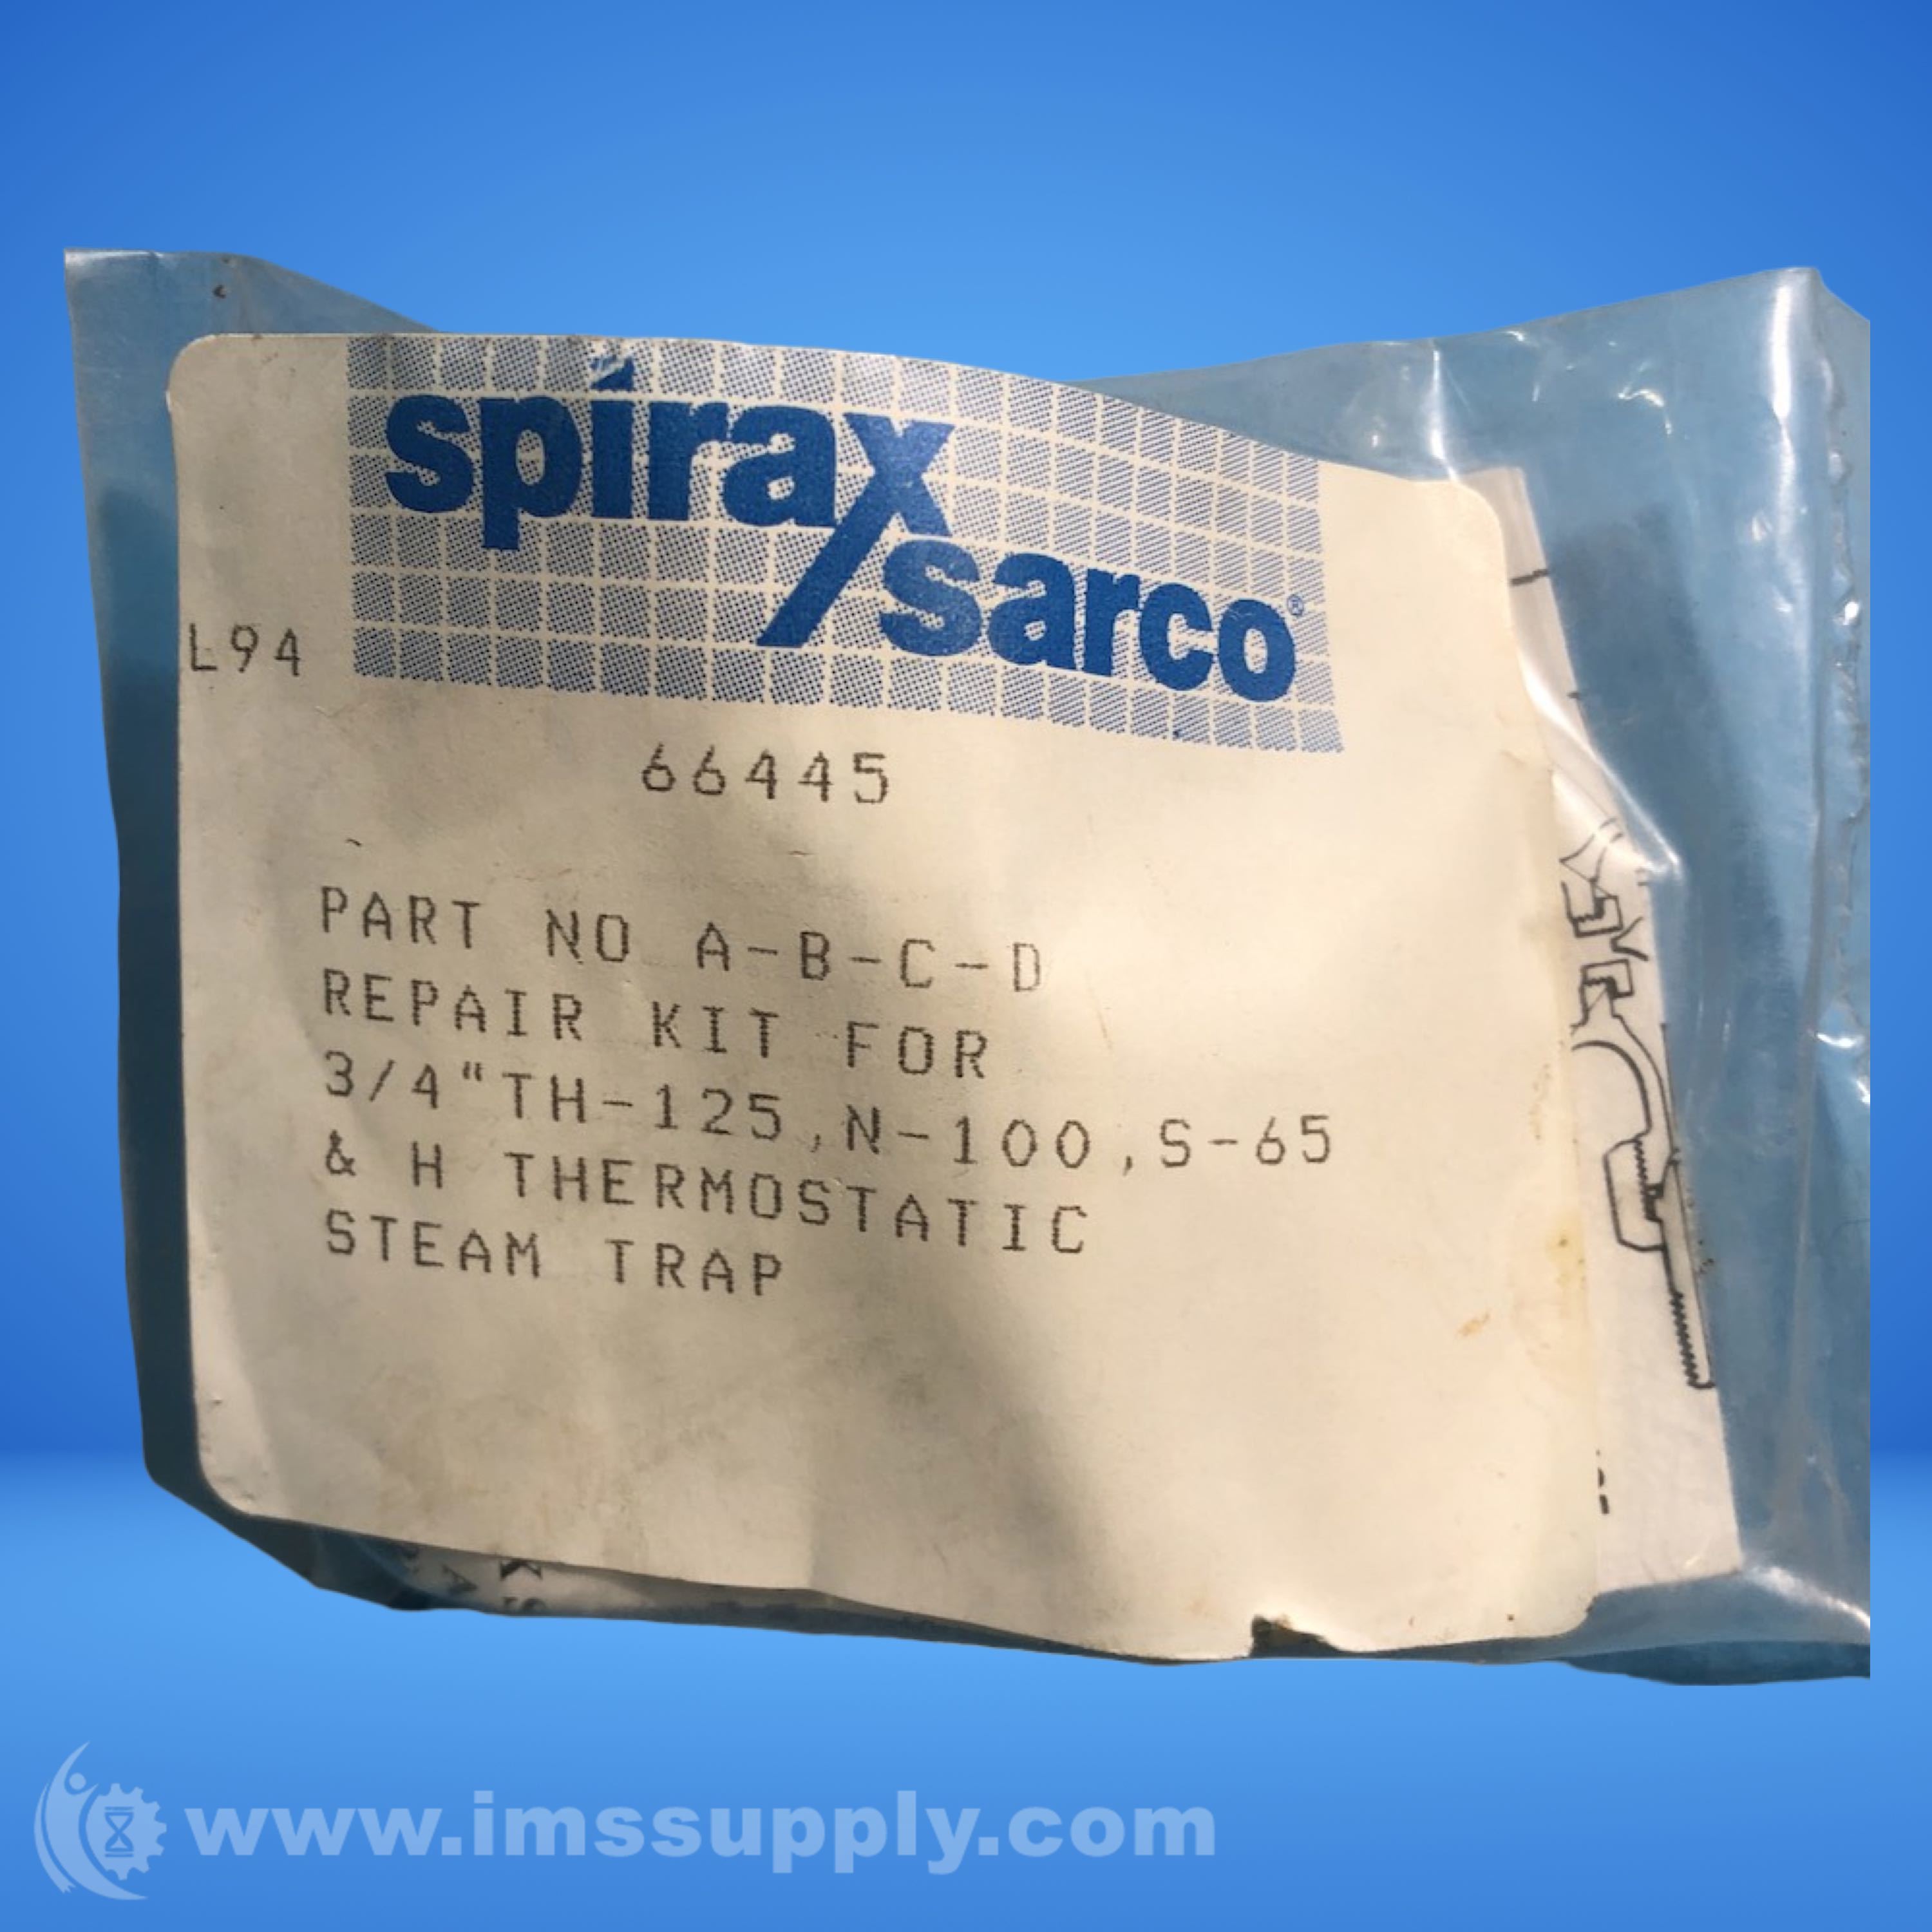 spirax
/sarco®
L94
66445
PART NO A-B-C-D
REPAIR KIT FOR
3/4"TH-125,N-100,S-65
& H THERMOSTATIC
STEAM TRAP
www.imssupply.com